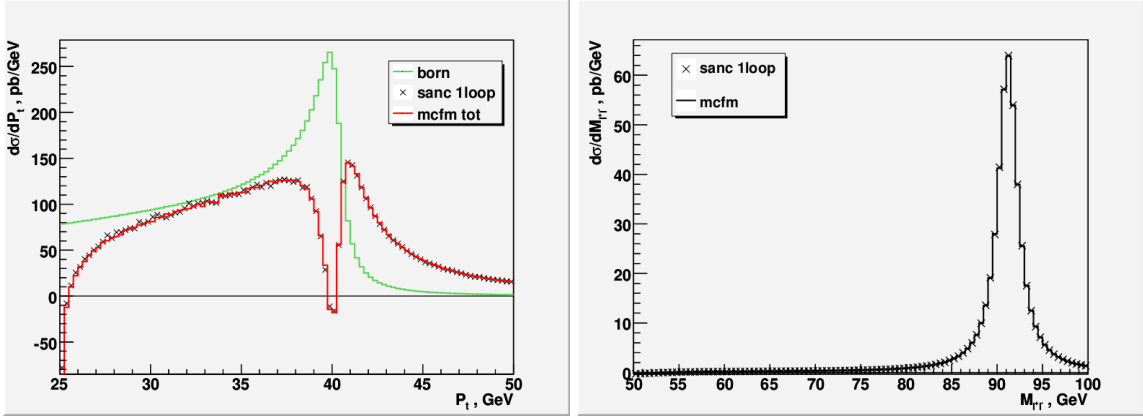 dσ/dPt , pb/GeV
250
200
150
100
50
0
-50
born
sanc 1loop
mcfm tot
25 30 35 40 45 50
Pt , GeV
dσ/dMl+l- , pb/GeV
60
50
40
30
20
10
0
sanc 1loop
mcfm
50 55 60 65 70 75 80 85 90 95 100
Ml+l- , GeV